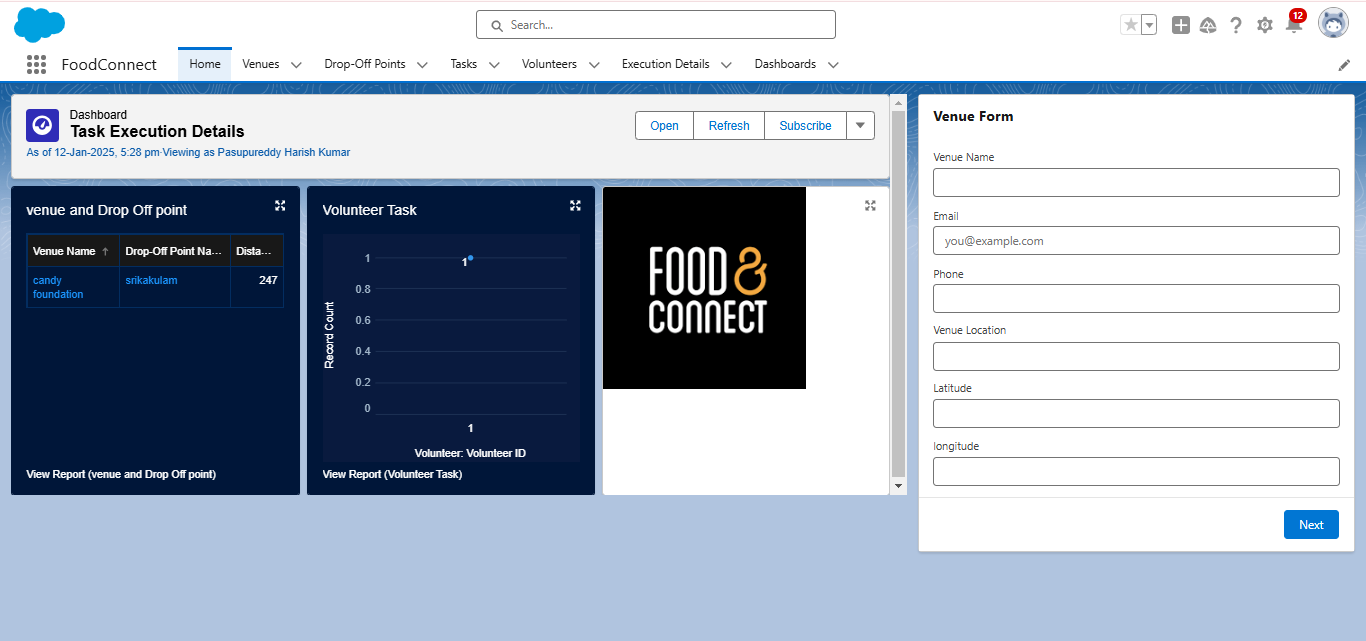 Search...
12
FoodConnect
Home
Venues
Drop-Off Points
Tasks
Volunteers
Execution Details
Dashboards
Dashboard
Task Execution Details
As of 12-Jan-2025, 5:28 pm·Viewing as Pasupureddy Harish Kumar
Open
Refresh
Subscribe
venue and Drop Off point
Venue Name ↑
Drop-Off Point Na...
Dista...
candy
foundation
srikakulam
247
View Report (venue and Drop Off point)
Volunteer Task
Record Count
1
0.8
0.6
0.4
0.2
0
1
1
Volunteer: Volunteer ID
View Report (Volunteer Task)
FOOD &
CONNECT
Venue Form
Venue Name
Email
you@example.com
Phone
Venue Location
Latitude
longitude
Next